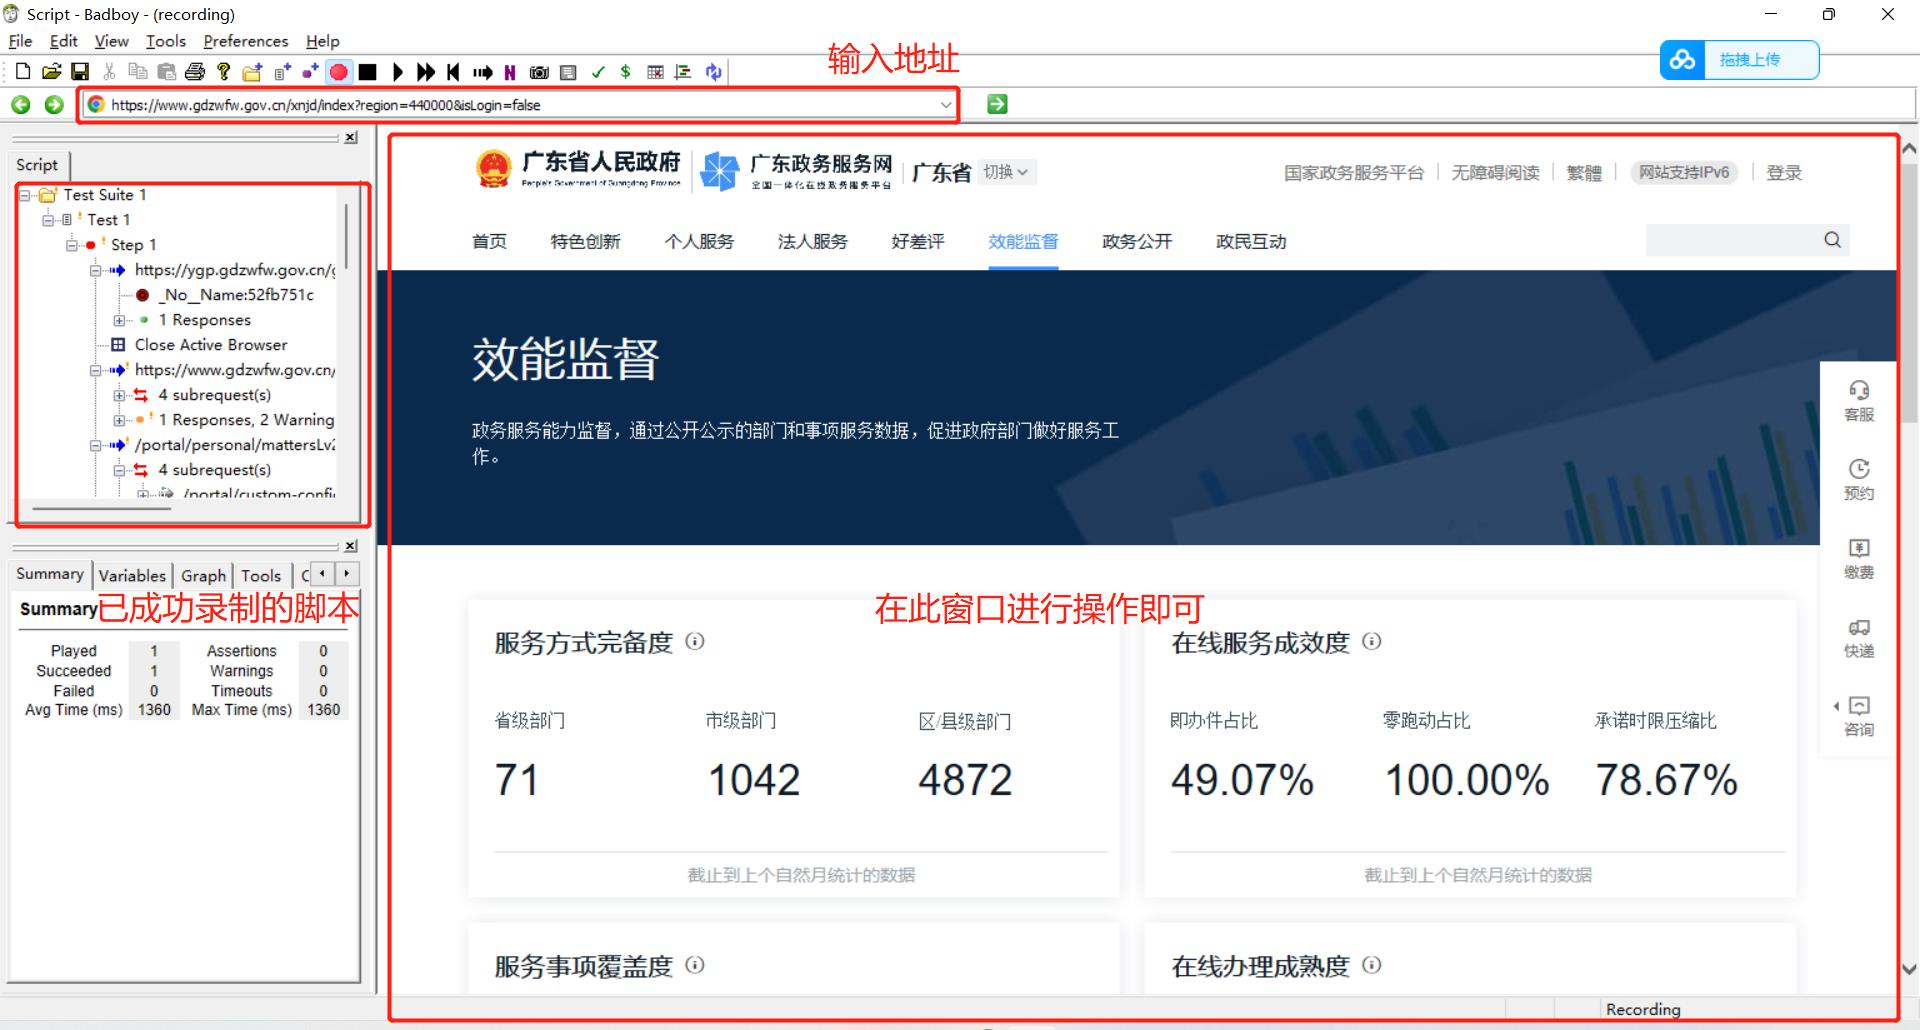 Script - Badboy - (recording)
File Edit View Tools Preferences Help
输入地址
拖拽上传
https://www.gdzwfw.gov.cn/xnjd/index?region=440000&isLogin=false
Script
Test Suite 1
Test 1
Step 1
https://ygp.gdzwfw.gov.cn/
_No__Name:52fb751c
1 Responses
Close Active Browser
https://www.gdzwfw.gov.cn/
4 subrequest(s)
1 Responses, 2 Warning
/portal/personal/mattersLv2
4 subrequest(s)
/portal/custom-confi
Summary Variables Graph Tools
Summary
已成功录制的脚本
Played 1 Assertions 0
Succeeded 1 Warnings 0
Failed 0 Timeouts 0
Avg Time (ms) 1360 Max Time (ms) 1360
广东省人民政府
People's Government of Guangdong Province
广东政务服务网
全国一体化在线政务服务平台
广东省 切换
国家政务服务平台 无障碍阅读 繁體 网站支持IPv6 登录
首页 特色创新 个人服务 法人服务 好差评 效能监督 政务公开 政民互动
效能监督
政务服务能力监督，通过公开公示的部门和事项服务数据，促进政府部门做好服务工
作。
客服
预约
缴费
快递
咨询
在此窗口进行操作即可
服务方式完备度
省级部门 市级部门 区/县级部门
71 1042 4872
截止到上个自然月统计的数据
在线服务成效度
即办件占比 零跑动占比 承诺时限压缩比
49.07% 100.00% 78.67%
截止到上个自然月统计的数据
服务事项覆盖度
在线办理成熟度
Recording